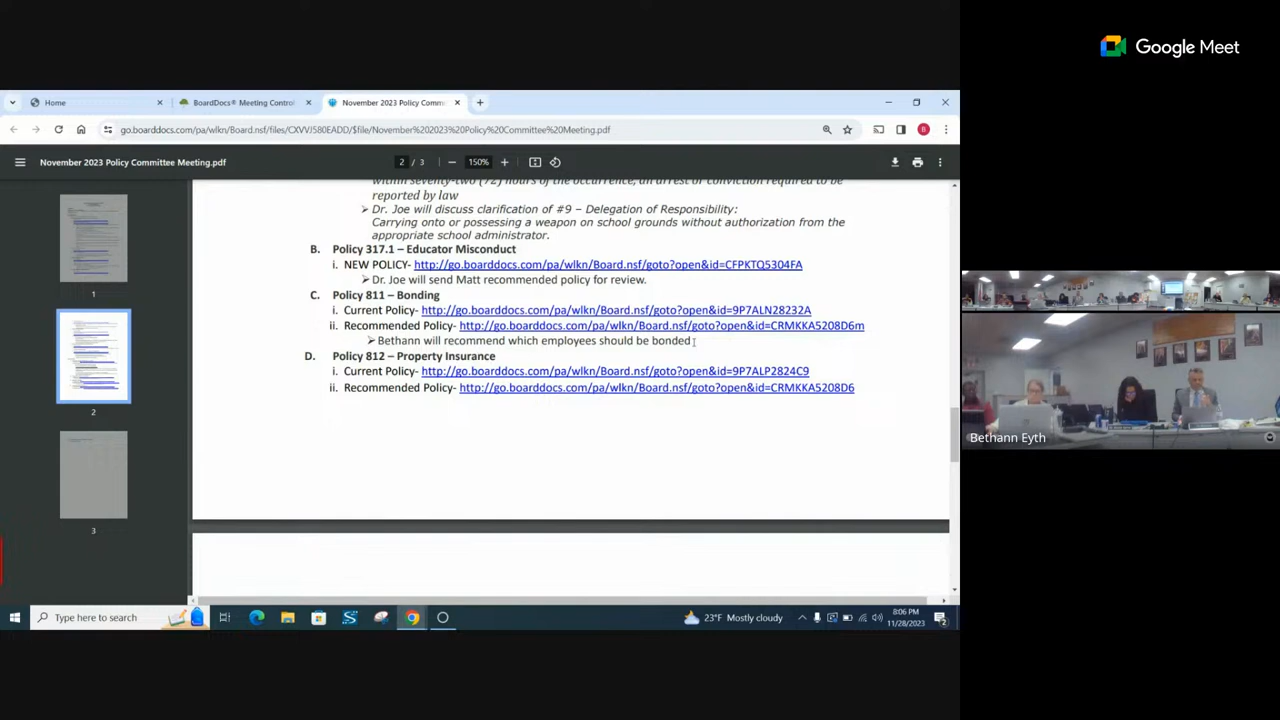 Google Meet
Home
BoardDocs® Meeting Control
November 2023 Policy Comm
go.boarddocs.com/pa/wlkn/Board.nsf/files/CXVVJ580EADD/$file/November%202023%20Policy%20Committee%20Meeting.pdf
B
November 2023 Policy Committee Meeting.pdf
2 / 3
150%
within seventy-two (72) hours of the occurrence, an arrest or conviction required to be
reported by law
➢ Dr. Joe will discuss clarification of #9 – Delegation of Responsibility:
Carrying onto or possessing a weapon on school grounds without authorization from the
appropriate school administrator.
B. Policy 317.1 – Educator Misconduct
i. NEW POLICY- http://go.boarddocs.com/pa/wlkn/Board.nsf/goto?open&id=CFPKTQ5304FA
➢ Dr. Joe will send Matt recommended policy for review.
C. Policy 811 – Bonding
i. Current Policy- http://go.boarddocs.com/pa/wlkn/Board.nsf/goto?open&id=9P7ALN28232A
ii. Recommended Policy- http://go.boarddocs.com/pa/wlkn/Board.nsf/goto?open&id=CRMKKA5208D6m
➢ Bethann will recommend which employees should be bonded
D. Policy 812 – Property Insurance
i. Current Policy- http://go.boarddocs.com/pa/wlkn/Board.nsf/goto?open&id=9P7ALP2824C9
ii. Recommended Policy- http://go.boarddocs.com/pa/wlkn/Board.nsf/goto?open&id=CRMKKA5208D6
1
2
3
Bethann Eyth
Type here to search
23°F Mostly cloudy
8:06 PM
11/28/2023
2